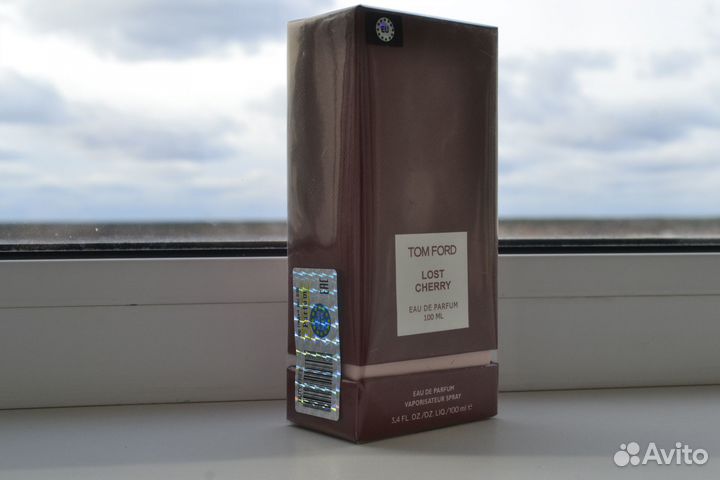 TOM FORD
LOST
CHERRY
EAU DE PARFUM
100 ML
EAU DE PARFUM
VAPORISATEUR SPRAY
3,4 FL. OZ./OZ. LIQ./100 ml e
EAC
Avito